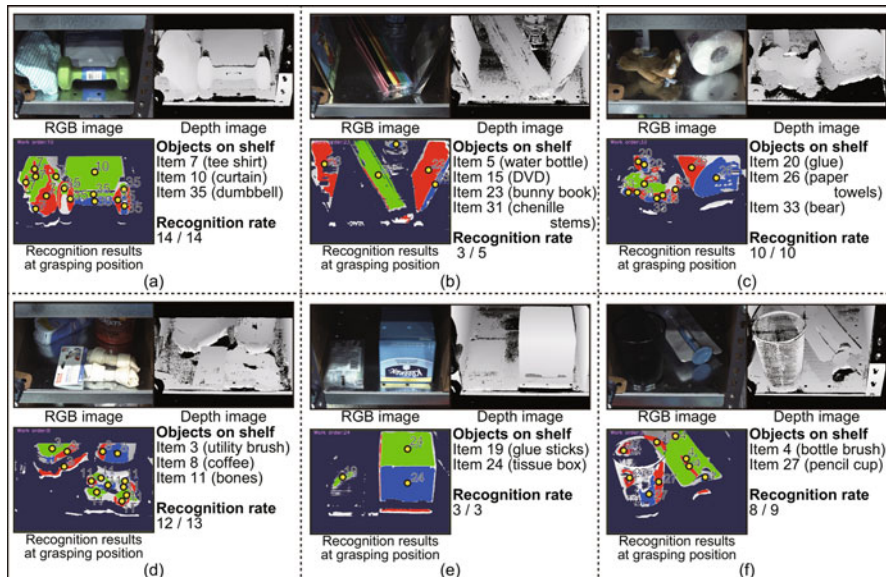 RGB image
Depth image
Work order:12
Objects on shelf
Item 7 (tee shirt)
Item 10 (curtain)
Item 35 (dumbbell)
Recognition rate
14 / 14
Recognition results
at grasping position
(a)
RGB image
Depth image
Objects on shelf
Item 5 (water bottle)
Item 15 (DVD)
Item 23 (bunny book)
Item 31 (chenille
stems)
Recognition rate
3 / 5
Recognition results
at grasping position
(b)
RGB image
Depth image
Objects on shelf
Item 20 (glue)
Item 26 (paper
towels)
Item 33 (bear)
Recognition rate
10 / 10
Recognition results
at grasping position
(c)
RGB image
Depth image
Objects on shelf
Item 3 (utility brush)
Item 8 (coffee)
Item 11 (bones)
Recognition rate
12 / 13
Recognition results
at grasping position
(d)
RGB image
Depth image
Work order:24
Objects on shelf
Item 19 (glue sticks)
Item 24 (tissue box)
24
24
Recognition rate
3 / 3
Recognition results
at grasping position
(e)
RGB image
Depth image
Objects on shelf
Item 4 (bottle brush)
Item 27 (pencil cup)
Recognition rate
8 / 9
Recognition results
at grasping position
(f)